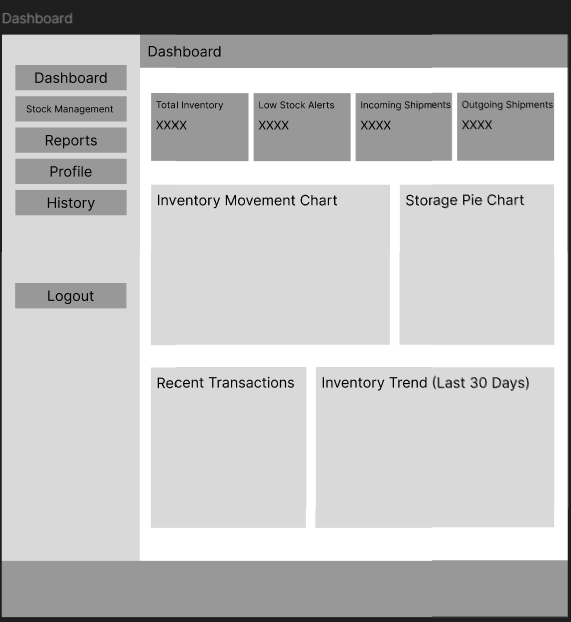 Dashboard
Dashboard
Dashboard
Stock Management
Reports
Profile
History
Logout
Total Inventory
XXXX
Low Stock Alerts
XXXX
Incoming Shipments
XXXX
Outgoing Shipments
XXXX
Inventory Movement Chart
Storage Pie Chart
Recent Transactions
Inventory Trend (Last 30 Days)